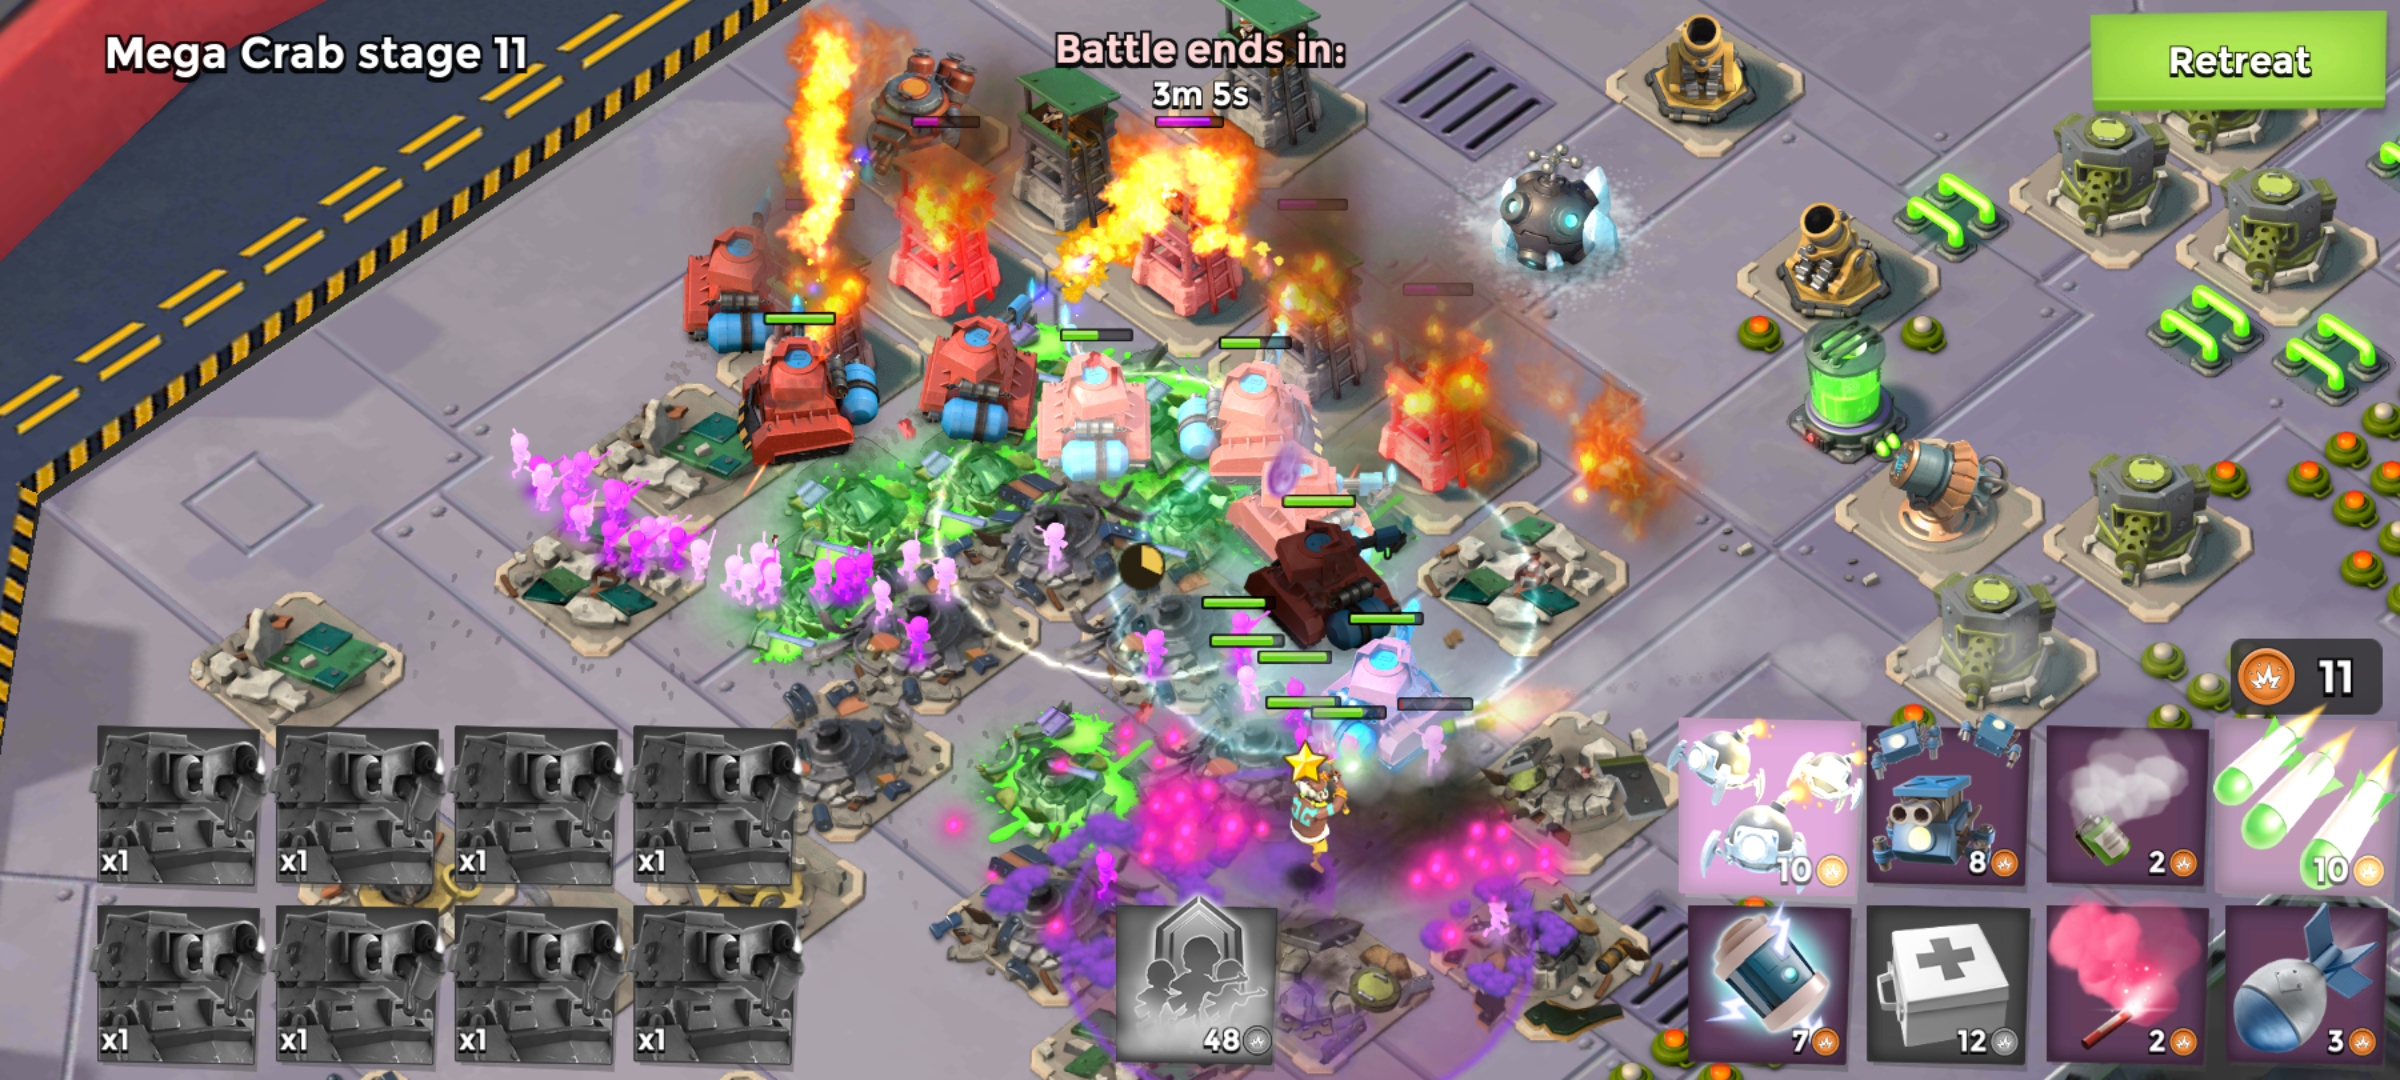 Mega Crab stage 11
Battle ends in:
3m 5s
Retreat
11
x1
x1
x1
x1
10
8
2
10
x1
x1
x1
x1
48
7
12
2
3